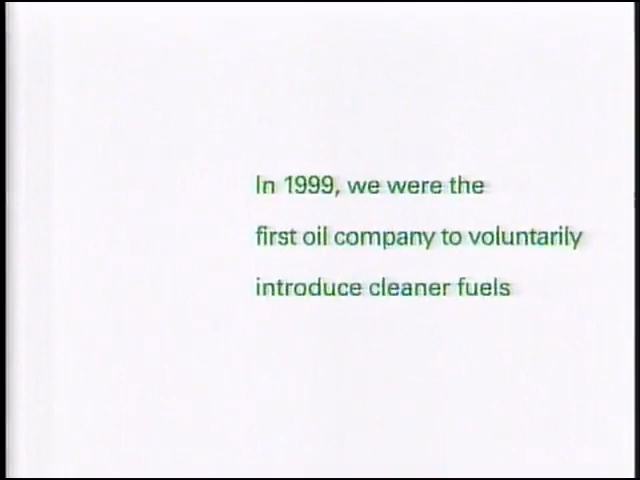 In 1999, we were the
first oil company to voluntarily
introduce cleaner fuels